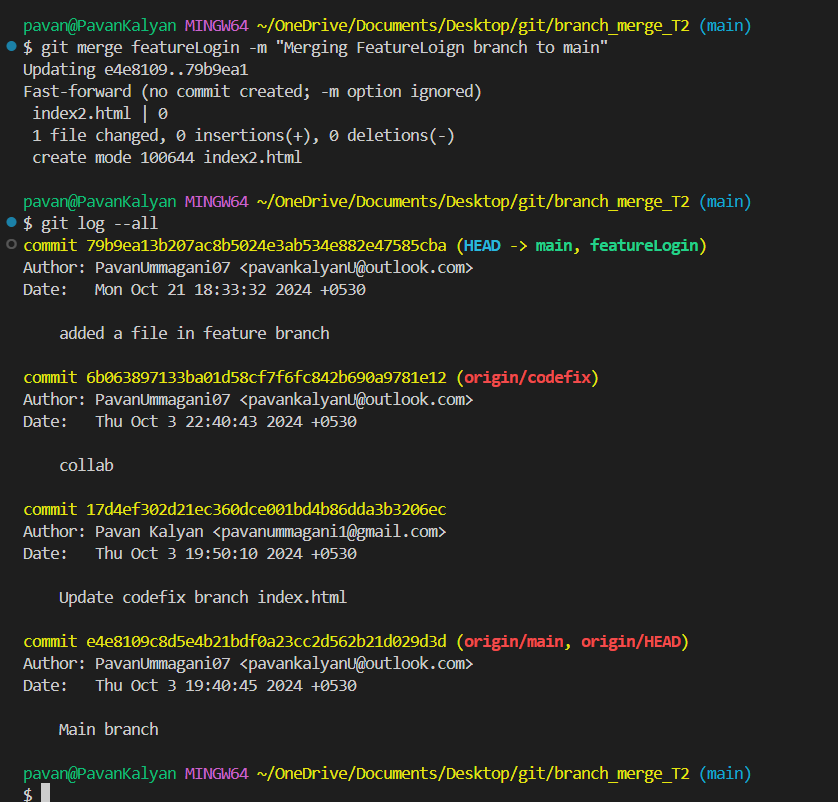 pavan@PavanKalyan MINGW64 ~/OneDrive/Documents/Desktop/git/branch_merge_T2 (main)
$ git merge featureLogin -m "Merging FeatureLoign branch to main"
Updating e4e8109..79b9ea1
Fast-forward (no commit created; -m option ignored)
 index2.html | 0
 1 file changed, 0 insertions(+), 0 deletions(-)
 create mode 100644 index2.html

pavan@PavanKalyan MINGW64 ~/OneDrive/Documents/Desktop/git/branch_merge_T2 (main)
$ git log --all
commit 79b9ea13b207ac8b5024e3ab534e882e47585cba (HEAD -> main, featureLogin)
Author: PavanUmmagani07 <pavankalyanU@outlook.com>
Date:   Mon Oct 21 18:33:32 2024 +0530

    added a file in feature branch

commit 6b063897133ba01d58cf7f6fc842b690a9781e12 (origin/codefix)
Author: PavanUmmagani07 <pavankalyanU@outlook.com>
Date:   Thu Oct 3 22:40:43 2024 +0530

    collab

commit 17d4ef302d21ec360dce001bd4b86dda3b3206ec
Author: Pavan Kalyan <pavanummagani1@gmail.com>
Date:   Thu Oct 3 19:50:10 2024 +0530

    Update codefix branch index.html

commit e4e8109c8d5e4b21bdf0a23cc2d562b21d029d3d (origin/main, origin/HEAD)
Author: PavanUmmagani07 <pavankalyanU@outlook.com>
Date:   Thu Oct 3 19:40:45 2024 +0530

    Main branch

pavan@PavanKalyan MINGW64 ~/OneDrive/Documents/Desktop/git/branch_merge_T2 (main)
$